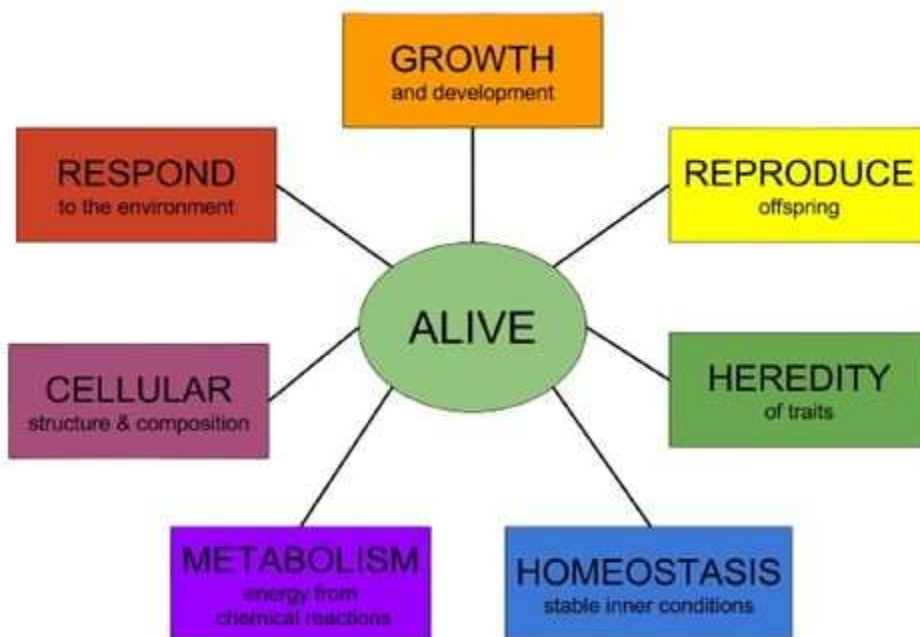 GROWTH
and development
RESPOND
to the environment
REPRODUCE
offspring
ALIVE
CELLULAR
structure & composition
HEREDITY
of traits
METABOLISM
energy from
chemical reactions
HOMEOSTASIS
stable inner conditions